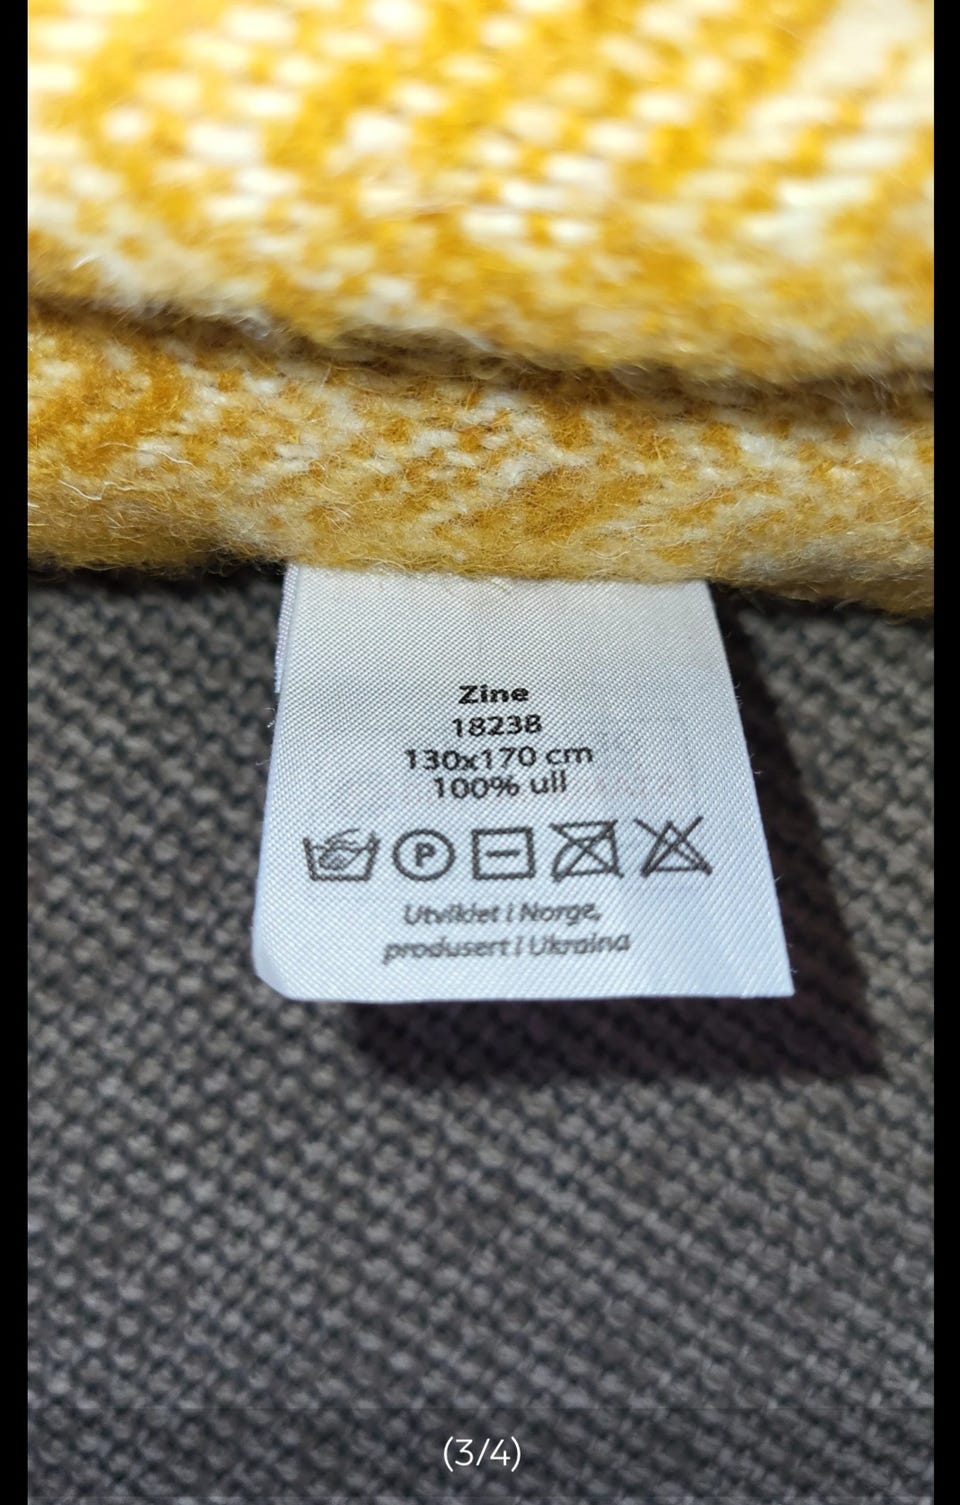 Zine
18238
130x170 cm
100% ull
P
Utviklet i Norge,
produsert i Ukraina
(3/4)